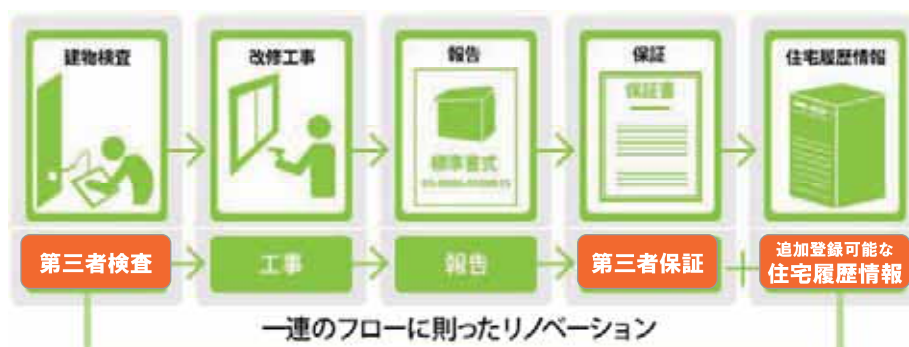 建物検査
改修工事
報告
保証
住宅履歴情報
保証書
標準書式
第三者検査
工事
報告
第三者保証
追加登録可能な
住宅履歴情報
一連のフローに則ったリノベーション